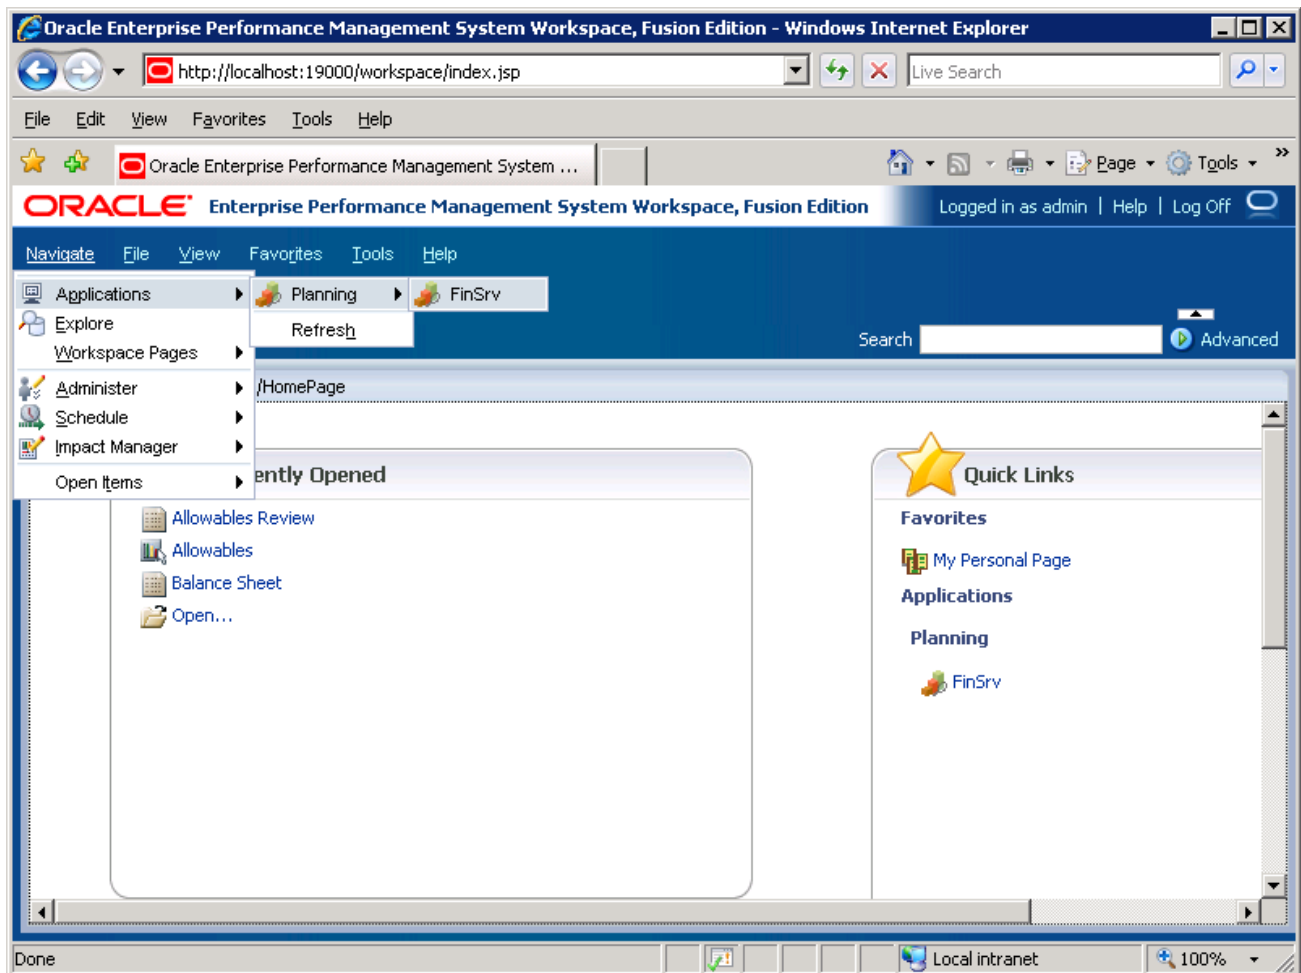 Oracle Enterprise Performance Management System Workspace, Fusion Edition - Windows Internet Explorer
http://localhost:19000/workspace/index.jsp
Live Search
File Edit View Favorites Tools Help
Oracle Enterprise Performance Management System ...
Page Tools »
ORACLE Enterprise Performance Management System Workspace, Fusion Edition
Logged in as admin | Help | Log Off
Navigate File View Favorites Tools Help
Applications Planning FinSrv
Explore
Refresh
Workspace Pages
Search Advanced
Administer
/HomePage
Schedule
Impact Manager
Open Items
ently Opened
Quick Links
Allowables Review
Favorites
Allowables
My Personal Page
Balance Sheet
Applications
Open...
Planning
FinSrv
Done
Local intranet
100%